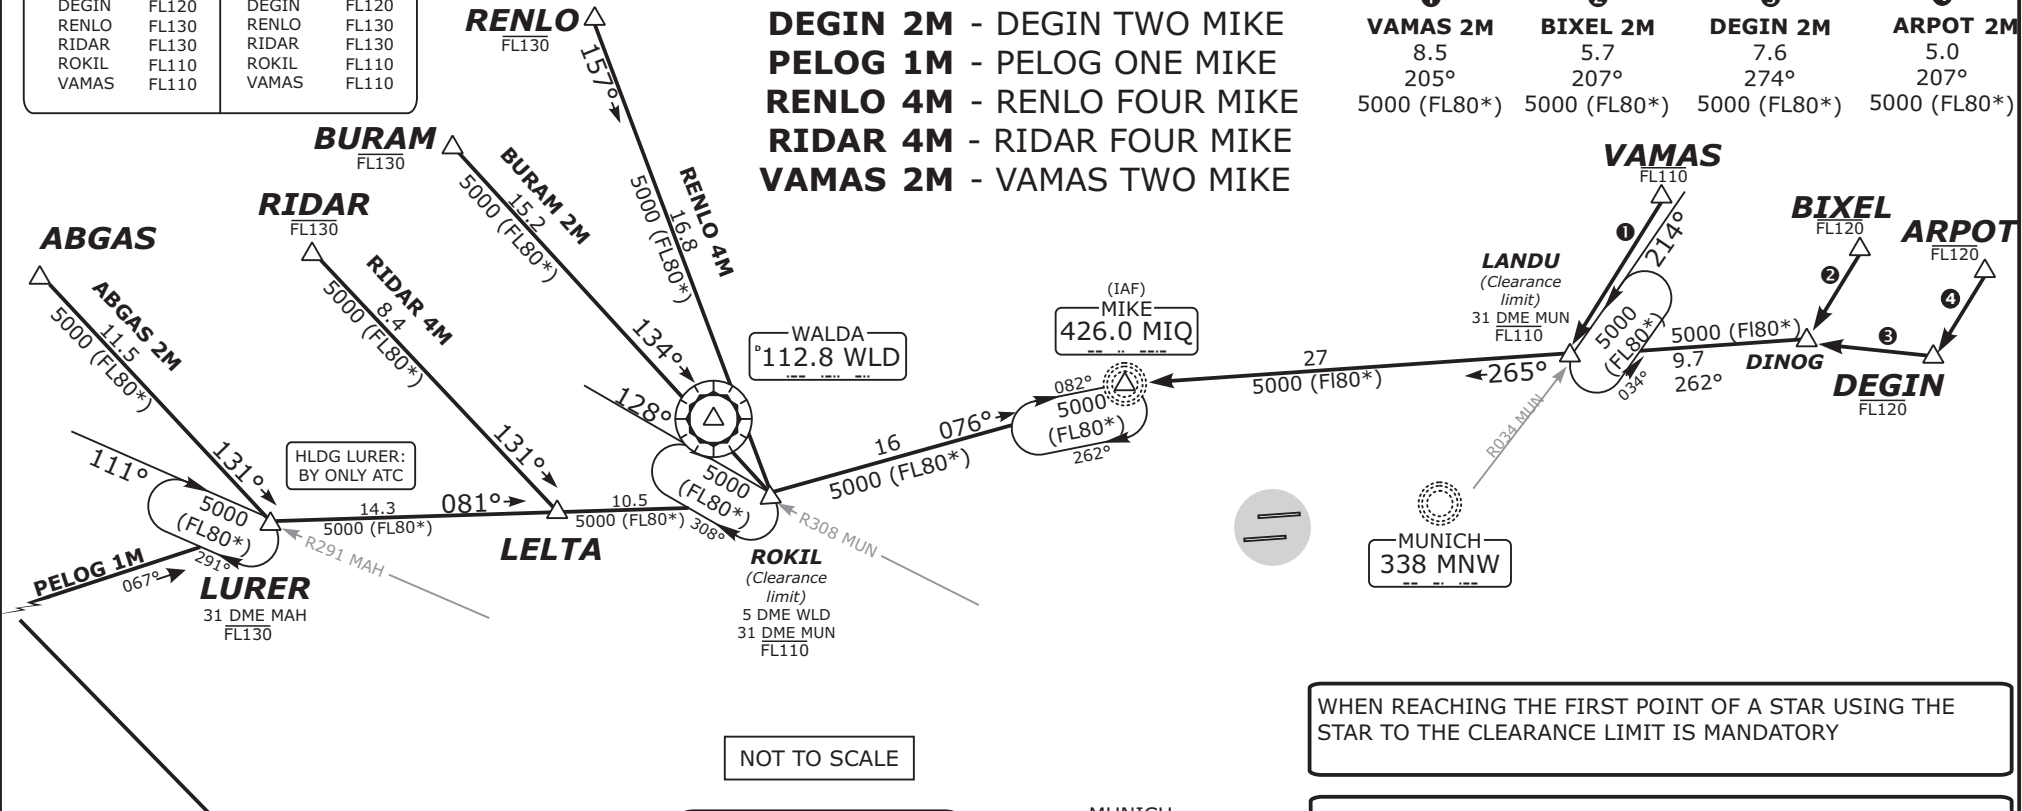 DEGIN FL120 DEGIN FL120
RENLO FL130 RENLO FL130
RIDAR FL130 RIDAR FL130
ROKIL FL110 ROKIL FL110
VAMAS FL110 VAMAS FL110
DEGIN 2M - DEGIN TWO MIKE
PELOG 1M - PELOG ONE MIKE
RENLO 4M - RENLO FOUR MIKE
RIDAR 4M - RIDAR FOUR MIKE
VAMAS 2M - VAMAS TWO MIKE
❶ ❷ ❸ ❹
VAMAS 2M BIXEL 2M DEGIN 2M ARPOT 2M
8.5 5.7 7.6 5.0
205° 207° 274° 207°
5000 (FL80*) 5000 (FL80*) 5000 (FL80*) 5000 (FL80*)
RENLO
FL130
157°
RENLO 4M
16.8
5000 (FL80*)
BURAM
FL130
BURAM 2M
15.2
5000 (FL80*)
134°
RIDAR
FL130
RIDAR 4M
8.4
5000 (FL80*)
131°
ABGAS
ABGAS 2M
11.5
5000 (FL80*)
131°
VAMAS
FL110
❶
214°
BIXEL
FL120
❷
ARPOT
FL120
❹
❸
DEGIN
FL120
DINOG
5000 (Fl80*)
9.7
262°
LANDU
(Clearance
limit)
31 DME MUN
FL110
5000
(FL80*)
034°
R034 MUN
265°
27
5000 (Fl80*)
(IAF)
MIKE
426.0 MIQ
082°
5000
(FL80*)
262°
WALDA
D 112.8 WLD
128°
5000
(FL80*)
308°
R308 MUN
16
076°
5000 (FL80*)
ROKIL
(Clearance
limit)
5 DME WLD
31 DME MUN
FL110
10.5
5000 (FL80*)
LELTA
HLDG LURER:
BY ONLY ATC
14.3
081°
5000 (FL80*)
111°
5000
(FL80*)
291°
R291 MAH
PELOG 1M
067°
LURER
31 DME MAH
FL130
MUNICH
338 MNW
WHEN REACHING THE FIRST POINT OF A STAR USING THE
STAR TO THE CLEARANCE LIMIT IS MANDATORY
NOT TO SCALE
MUNICH